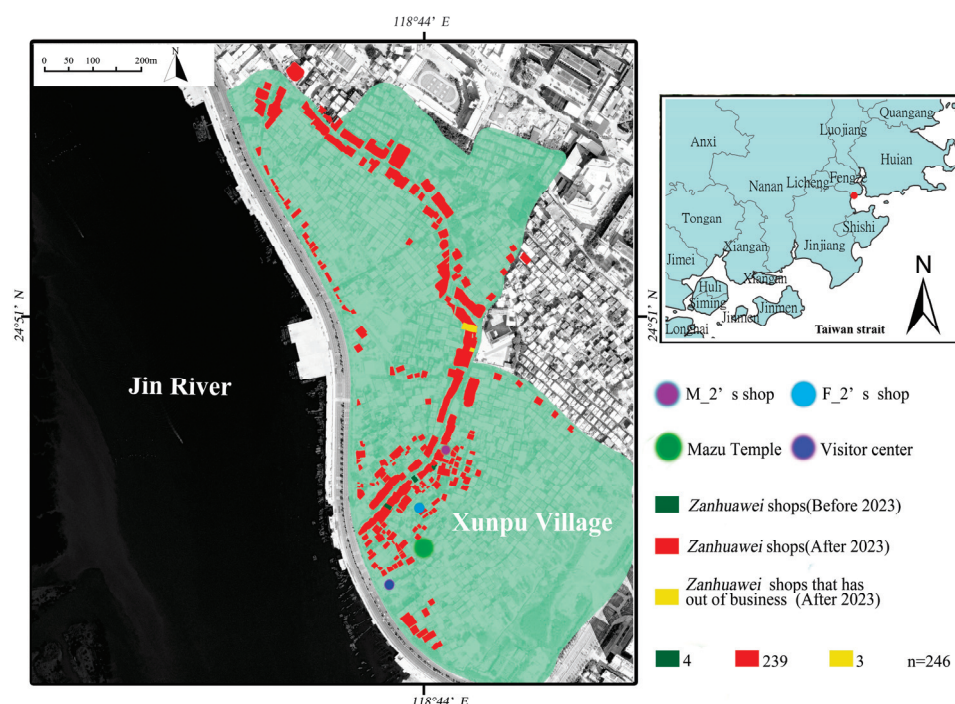 118°44′ E
0 50 100 200m
N
24°51′ N
24°51′ N
Jin River
Xunpu Village
118°44′ E
Quangang
Luojiang
Anxi
Huian
Fengze
Nanan
Licheng
Tongan
Shishi
Xiangan
Jinjiang
Jimei
Xiangan
Huli
Siming
Jinmen
Jinmen
Longhai
Taiwan strait
N
M_2’ s shop
F_2’ s shop
Mazu Temple
Visitor center
Zanhuawei shops(Before 2023)
Zanhuawei shops(After 2023)
Zanhuawei shops that has
out of business (After 2023)
4
239
3
n=246